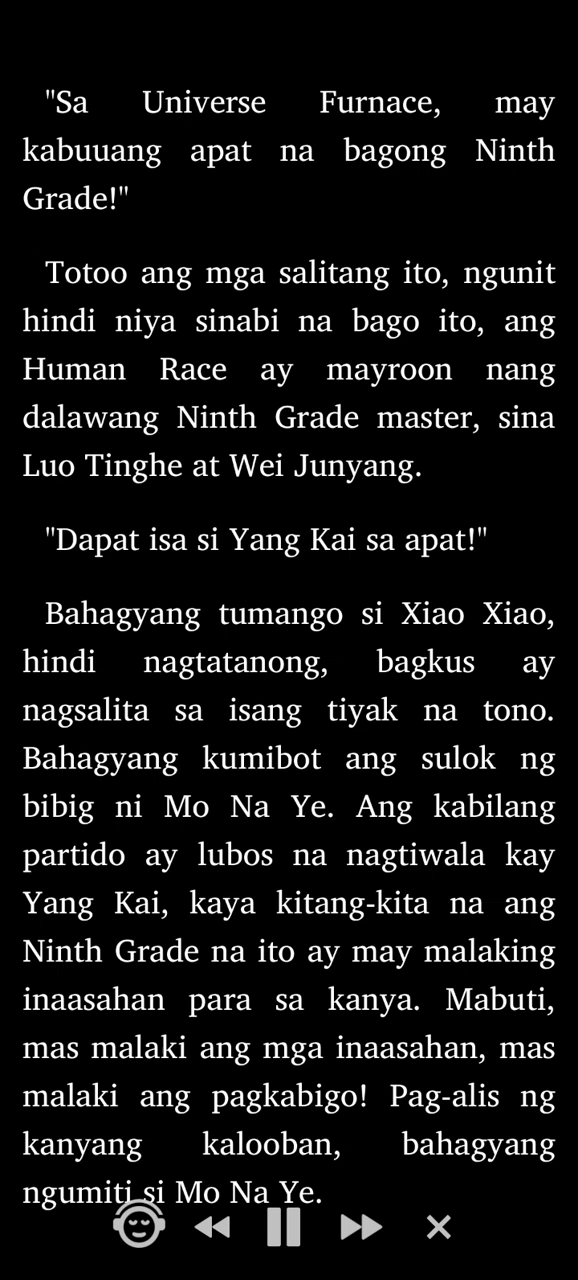 "Sa Universe Furnace, may
kabuuang apat na bagong Ninth
Grade!"
Totoo ang mga salitang ito, ngunit
hindi niya sinabi na bago ito, ang
Human Race ay mayroon nang
dalawang Ninth Grade master, sina
Luo Tinghe at Wei Junyang.
"Dapat isa si Yang Kai sa apat!"
Bahagyang tumango si Xiao Xiao,
hindi nagtatanong, bagkus ay
nagsalita sa isang tiyak na tono.
Bahagyang kumibot ang sulok ng
bibig ni Mo Na Ye. Ang kabilang
partido ay lubos na nagtiwala kay
Yang Kai, kaya kitang-kita na ang
Ninth Grade na ito ay may malaking
inaasahan para sa kanya. Mabuti,
mas malaki ang mga inaasahan, mas
malaki ang pagkabigo! Pag-alis ng
kanyang kalooban, bahagyang
ngumiti si Mo Na Ye.